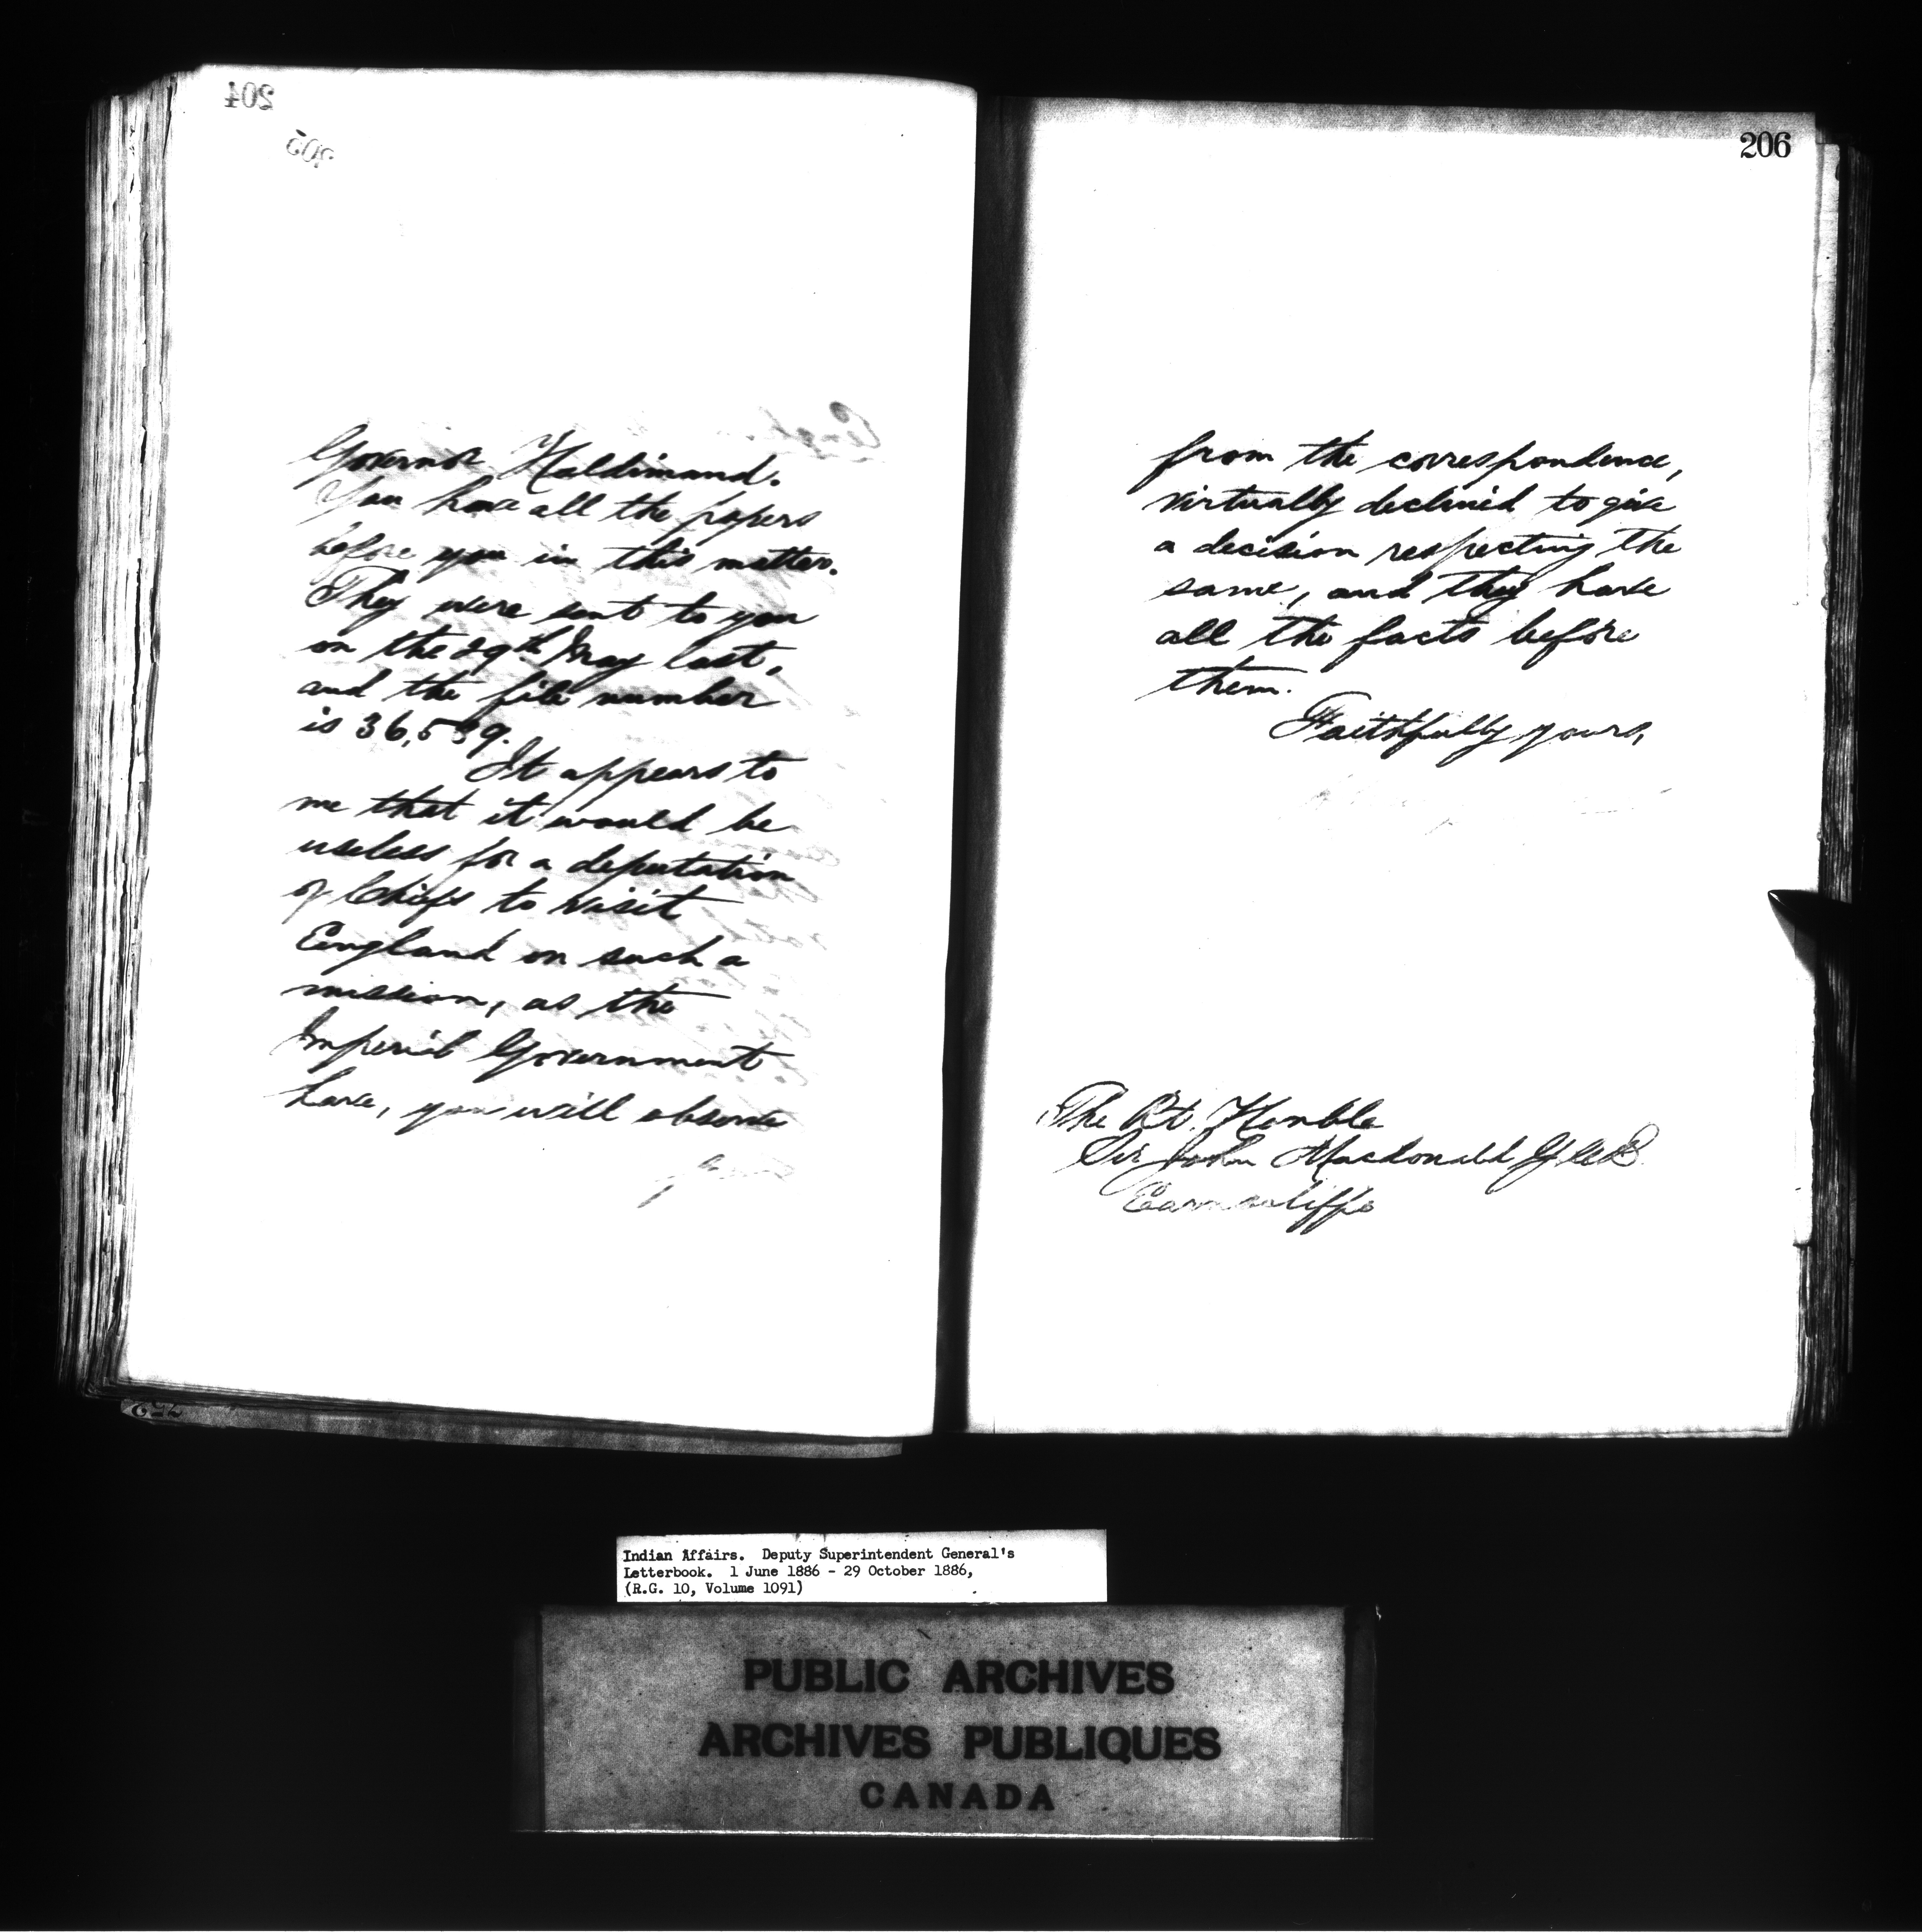 204
205
Governor Haldimand.
You have all the papers
before you in this matter.
They were sent to you
on the 29th May last,
and the file number
is 36,539.
It appears to
me that it would be
useless for a deputation
of Chiefs to visit
England on such a
mission, as the
Imperial Government
have, you will observe
206
from the correspondence,
virtually declined to give
a decision respecting the
same, and they have
all the facts before
them.
Faithfully yours,
The Rt. Honble
Sir John Macdonald G.C.B.
Earnscliffe
Indian Affairs. Deputy Superintendent General's
Letterbook. 1 June 1886 - 29 October 1886,
(R.G. 10, Volume 1091)
PUBLIC ARCHIVES
ARCHIVES PUBLIQUES
CANADA